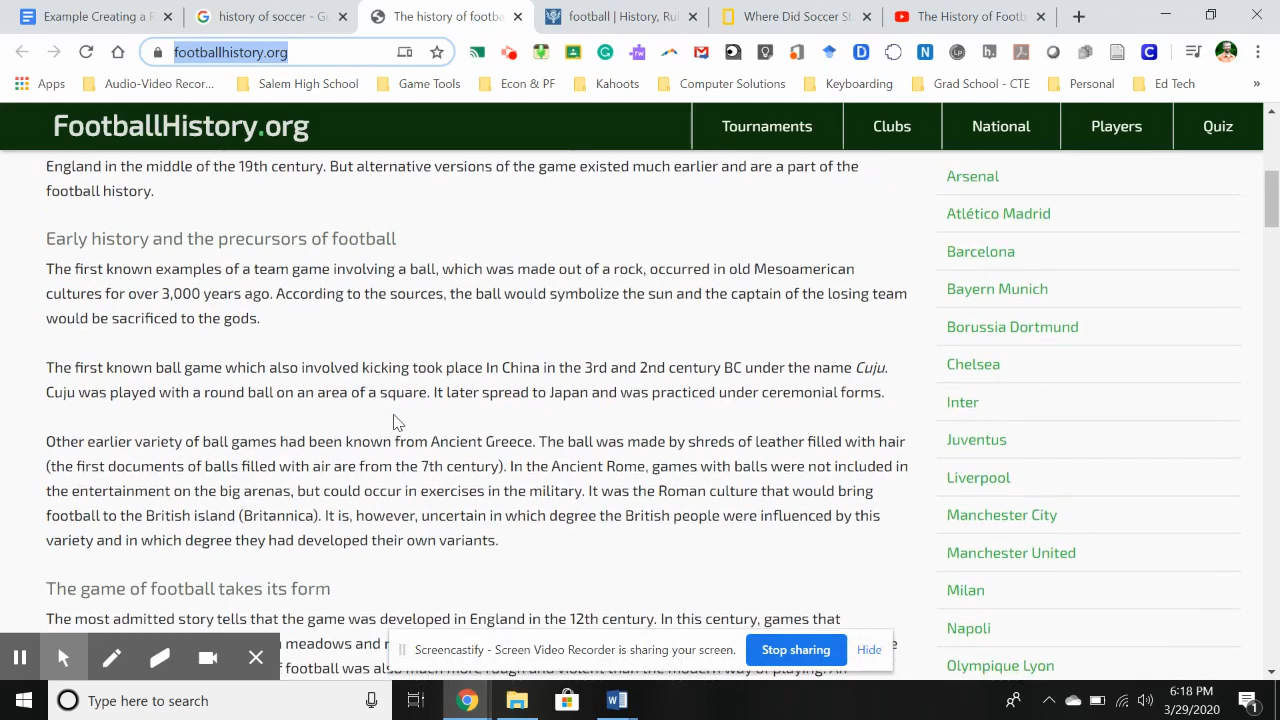 Example Creating a P
history of soccer - G
The history of footba
football | History, Rul
Where Did Soccer St
The History of Footb
footballhistory.org
Apps
Audio-Video Recor...
Salem High School
Game Tools
Econ & PF
Kahoots
Computer Solutions
Keyboarding
Grad School - CTE
Personal
Ed Tech
»
FootballHistory.org
Tournaments
Clubs
National
Players
Quiz
England in the middle of the 19th century. But alternative versions of the game existed much earlier and are a part of the
football history.
Early history and the precursors of football
The first known examples of a team game involving a ball, which was made out of a rock, occurred in old Mesoamerican
cultures for over 3,000 years ago. According to the sources, the ball would symbolize the sun and the captain of the losing team
would be sacrificed to the gods.
The first known ball game which also involved kicking took place In China in the 3rd and 2nd century BC under the name Cuju.
Cuju was played with a round ball on an area of a square. It later spread to Japan and was practiced under ceremonial forms.
Other earlier variety of ball games had been known from Ancient Greece. The ball was made by shreds of leather filled with hair
(the first documents of balls filled with air are from the 7th century). In the Ancient Rome, games with balls were not included in
the entertainment on the big arenas, but could occur in exercises in the military. It was the Roman culture that would bring
football to the British island (Britannica). It is, however, uncertain in which degree the British people were influenced by this
variety and in which degree they had developed their own variants.
The game of football takes its form
The most admitted story tells that the game was developed in England in the 12th century. In this century, games that
meadows and
of football was also much more rough and violent than the modern way of playing. An
Arsenal
Atlético Madrid
Barcelona
Bayern Munich
Borussia Dortmund
Chelsea
Inter
Juventus
Liverpool
Manchester City
Manchester United
Milan
Napoli
Olympique Lyon
Screencastify - Screen Video Recorder is sharing your screen.
Stop sharing
Hide
Type here to search
6:18 PM
3/29/2020